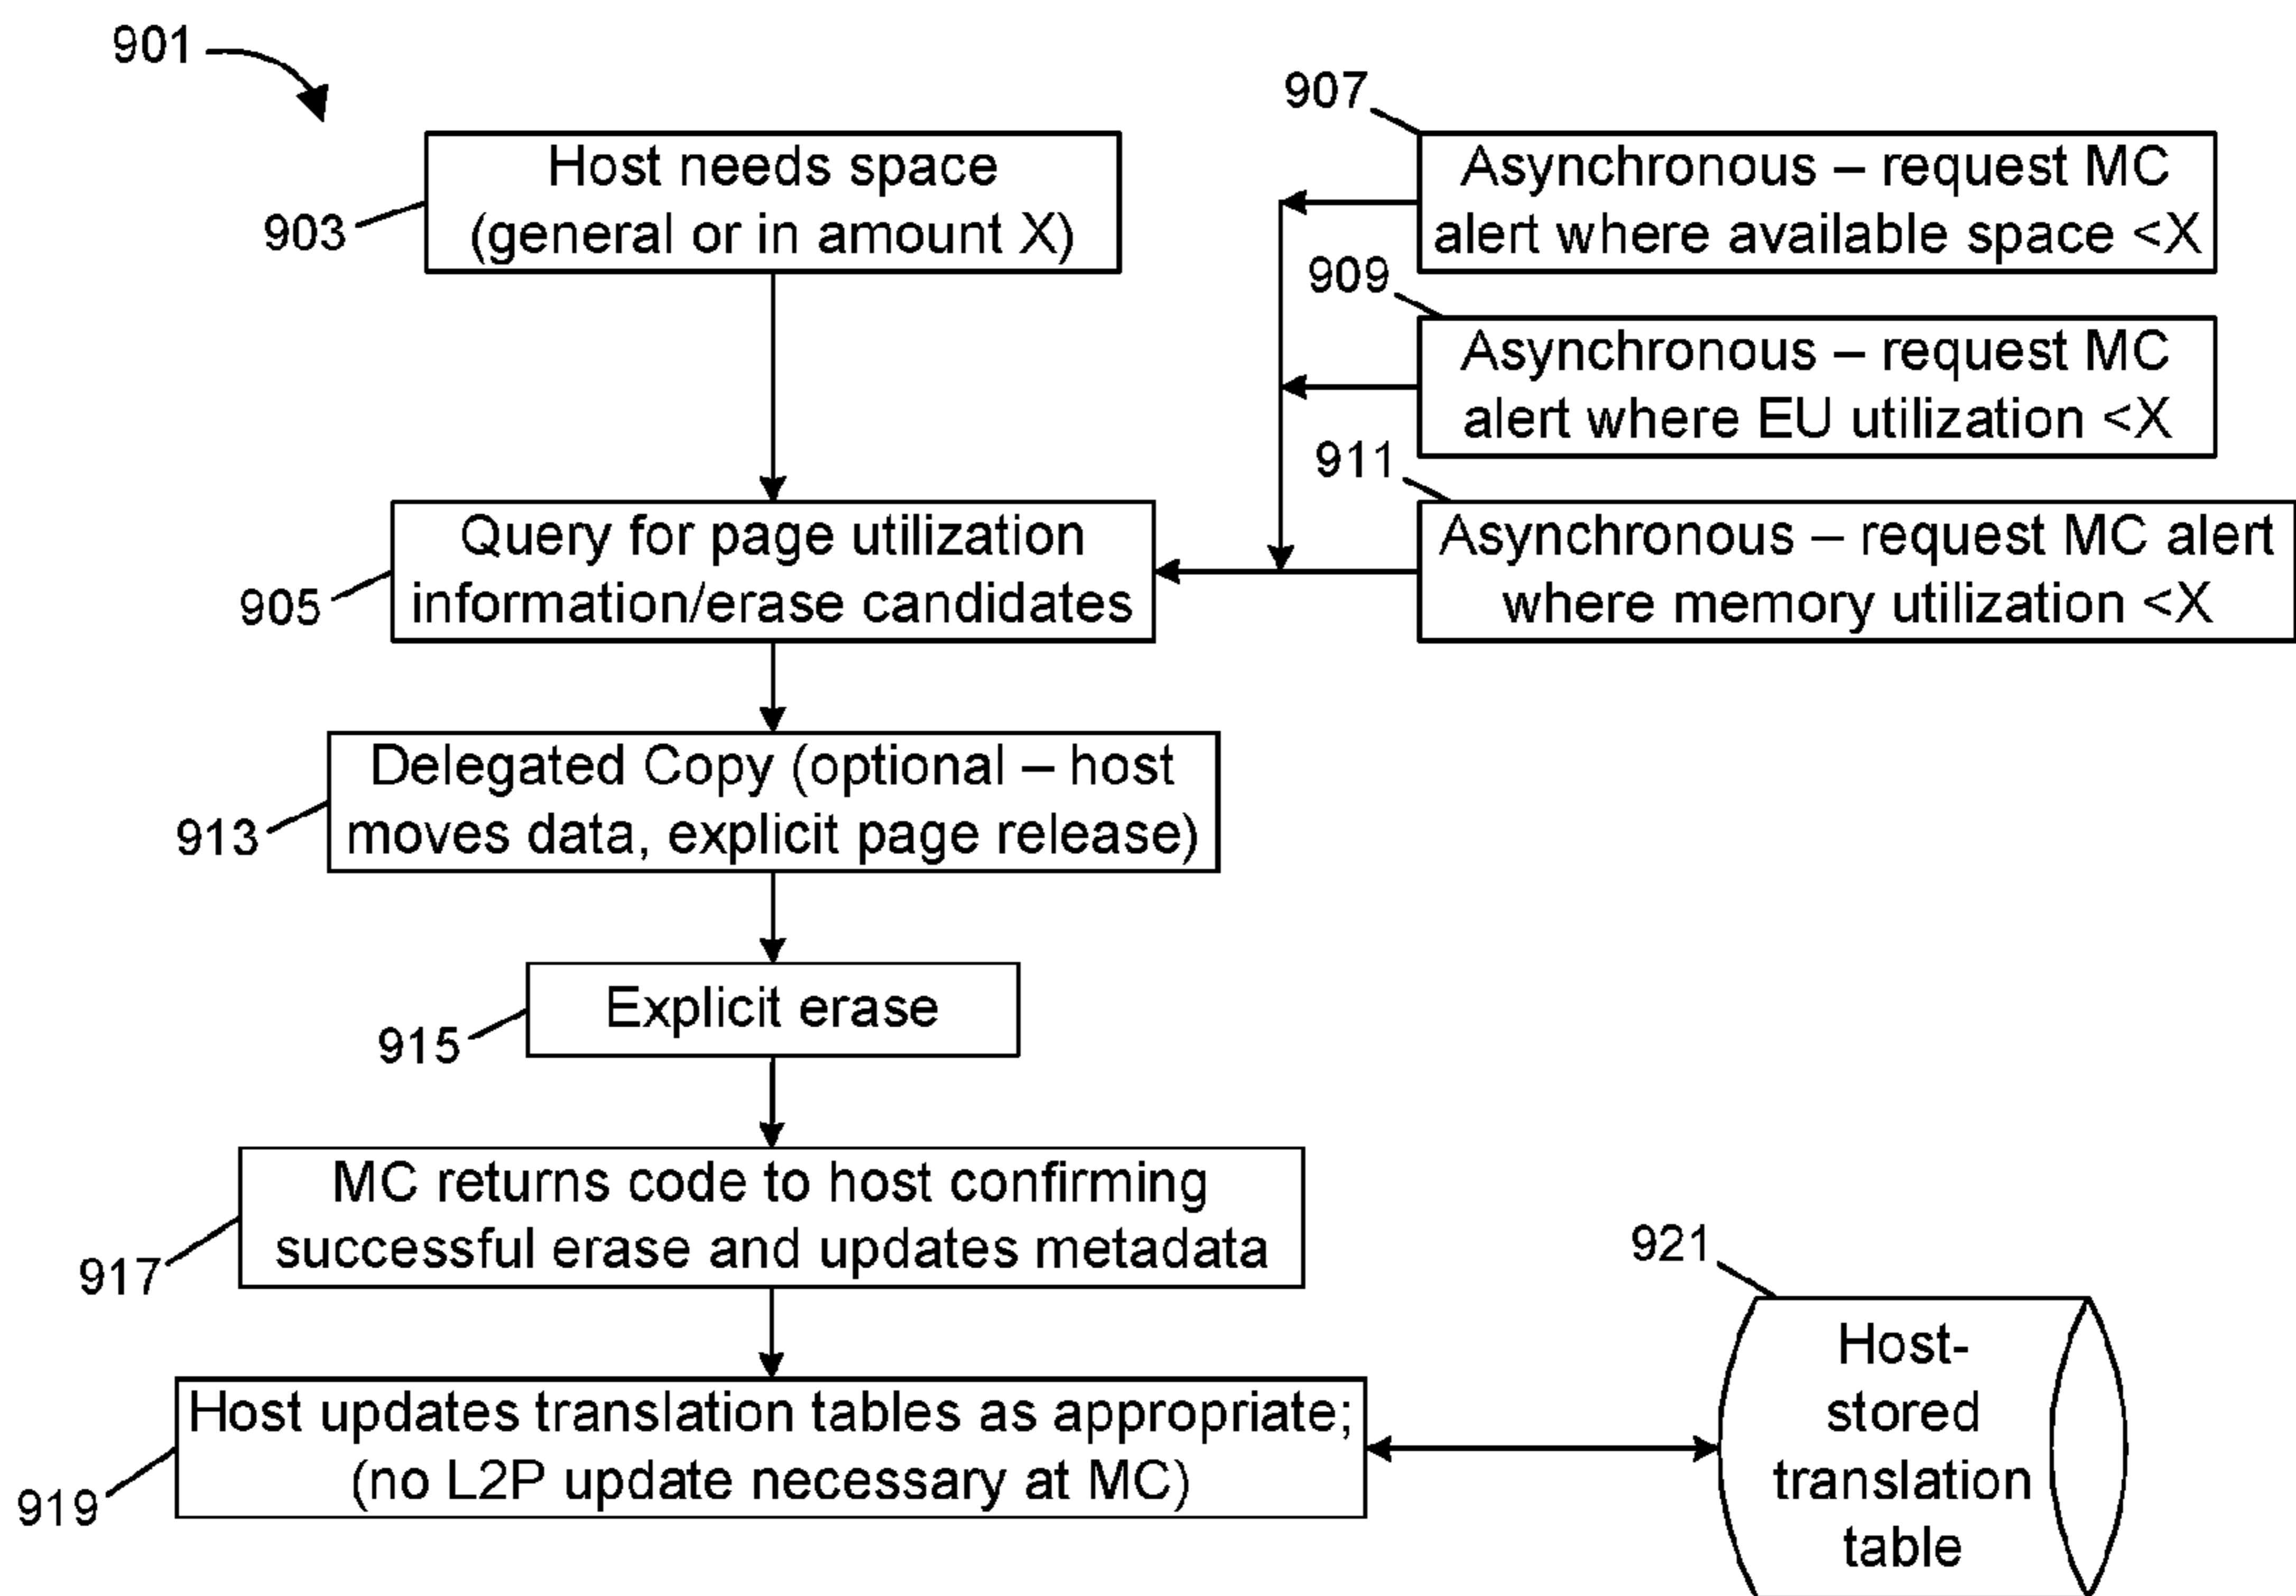 901
903
Host needs space
(general or in amount X)
907
Asynchronous – request MC
alert where available space <X
909
Asynchronous – request MC
alert where EU utilization <X
911
Asynchronous – request MC alert
where memory utilization <X
905
Query for page utilization
information/erase candidates
913
Delegated Copy (optional – host
moves data, explicit page release)
915
Explicit erase
917
MC returns code to host confirming
successful erase and updates metadata
919
Host updates translation tables as appropriate;
(no L2P update necessary at MC)
921
Host-
stored
translation
table